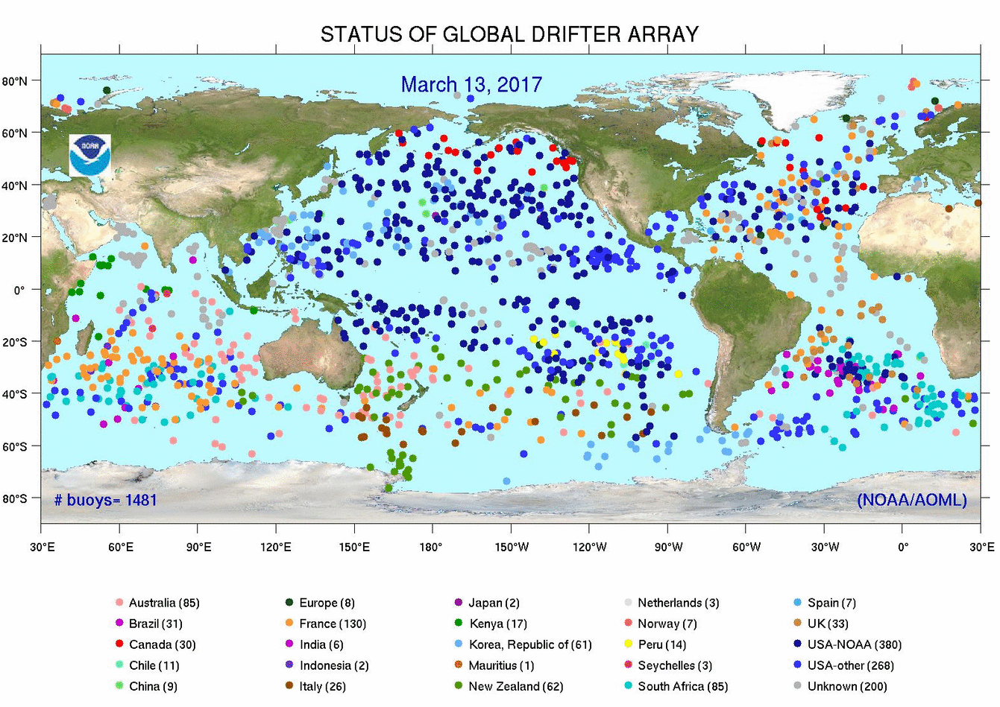 STATUS OF GLOBAL DRIFTER ARRAY
March 13, 2017
80°N
60°N
40°N
20°N
0°
20°S
40°S
60°S
80°S
NOAA
# buoys= 1481
(NOAA/AOML)
30°E 60°E 90°E 120°E 150°E 180° 150°W 120°W 90°W 60°W 30°W 0° 30°E
Australia (85) Europe (8) Japan (2) Netherlands (3) Spain (7)
Brazil (31) France (130) Kenya (17) Norway (7) UK (33)
Canada (30) India (6) Korea, Republic of (61) Peru (14) USA-NOAA (380)
Chile (11) Indonesia (2) Mauritius (1) Seychelles (3) USA-other (268)
China (9) Italy (26) New Zealand (62) South Africa (85) Unknown (200)